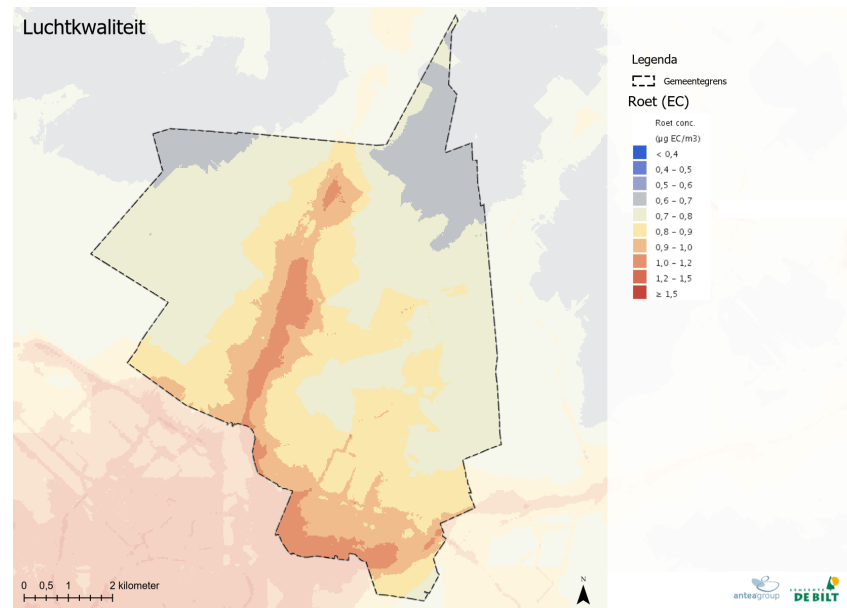 Luchtkwaliteit
Legenda
Gemeentegrens
Roet (EC)
Roet conc.
(µg EC/m3)
< 0,4
0,4 – 0,5
0,5 – 0,6
0,6 – 0,7
0,7 – 0,8
0,8 – 0,9
0,9 – 1,0
1,0 – 1,2
1,2 – 1,5
≥ 1,5
0 0,5 1 2 kilometer
N
anteagroup
GEMEENTE
DE BILT